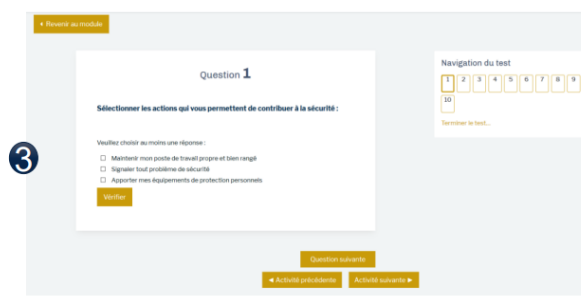 Revenir au module
Question 1
Sélectionner les actions qui vous permettent de contribuer à la sécurité :
Veuillez choisir au moins une réponse :
Maintenir mon poste de travail propre et bien rangé
Signaler tout problème de sécurité
Apporter mes équipements de protection personnels
Vérifier
3
Navigation du test
1 2 3 4 5 6 7 8 9
10
Terminer le test...
Question suivante
◄ Activité précédente
Activité suivante ►